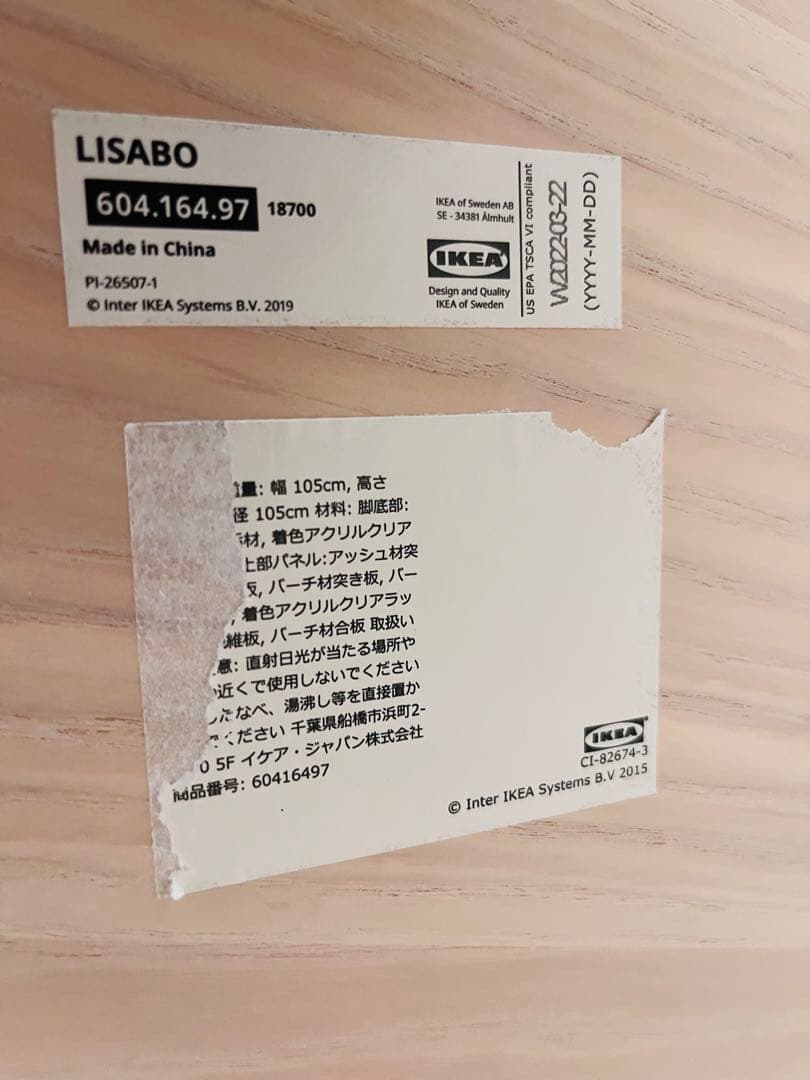 LISABO
604.164.97 18700
Made in China
PI-26507-1
© Inter IKEA Systems B.V. 2019
IKEA of Sweden AB
SE - 34381 Älmhult
IKEA
Design and Quality
IKEA of Sweden
US EPA TSCA VI compliant
W2022-03-22
(YYYY-MM-DD)
量: 幅 105cm, 高さ
径 105cm 材料: 脚底部:
材, 着色アクリルクリア
上部パネル:アッシュ材突
板, バーチ材突き板, バー
, 着色アクリルクリアラッ
維板, バーチ材合板 取扱い
意: 直射日光が当たる場所や
近くで使用しないでください
したなべ、湯沸し等を直接置か
でください 千葉県船橋市浜町2-
0 5F イケア・ジャパン株式会社
商品番号: 60416497
IKEA
CI-82674-3
© Inter IKEA Systems B.V 2015